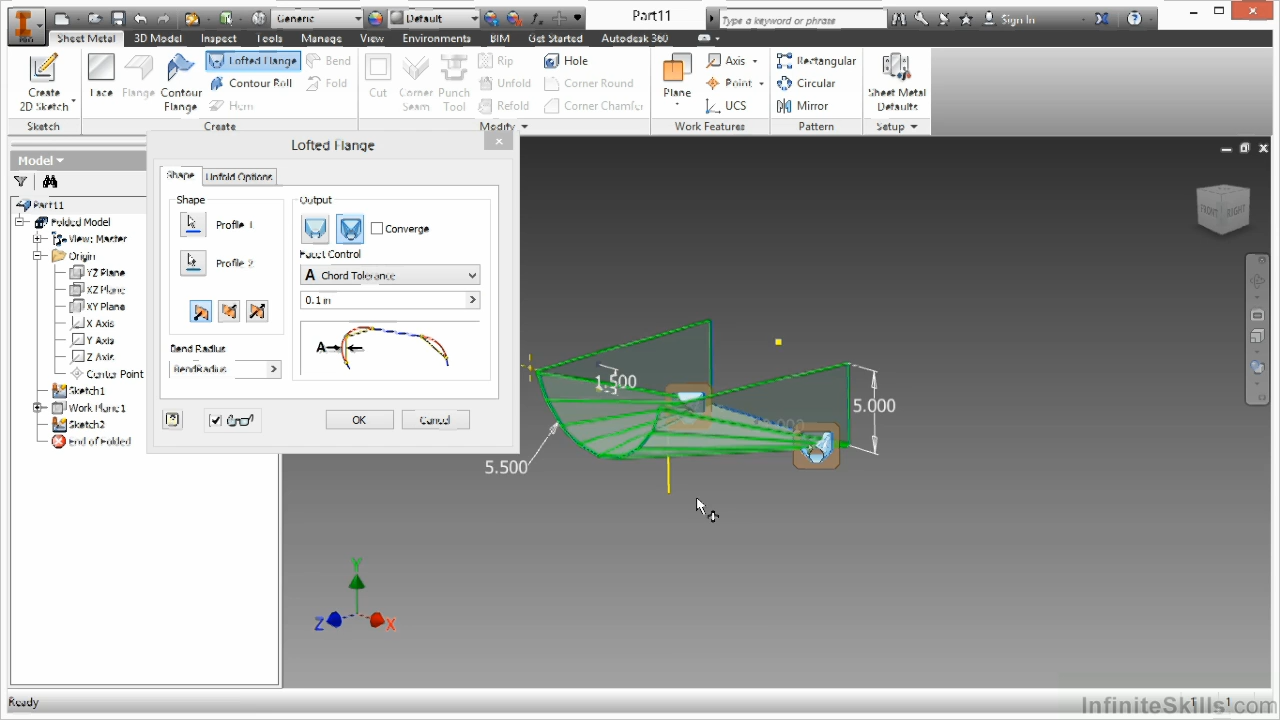 Generic Default Part11 Type a keyword or phrase Sign In
PRO
Sheet Metal 3D Model Inspect Tools Manage View Environments BIM Get Started Autodesk 360
Create
2D Sketch
Face
Flange
Contour
Flange
Lofted Flange
Contour Roll
Hem
Bend
Fold
Cut
Corner
Seam
Punch
Tool
Rip
Unfold
Refold
Hole
Corner Round
Corner Chamfer
Plane
Axis
Point
UCS
Rectangular
Circular
Mirror
Sheet Metal
Defaults
Sketch Create Modify Work Features Pattern Setup
Model
Part11
Folded Model
View: Master
Origin
YZ Plane
XZ Plane
XY Plane
X Axis
Y Axis
Z Axis
Center Point
Sketch1
Work Plane1
Sketch2
End of Folded
Lofted Flange
Shape Unfold Options
Shape
Profile 1
Profile 2
Bend Radius
BendRadius
Output
Converge
Facet Control
A Chord Tolerance
0.1 in
A
OK Cancel
FRONT RIGHT
1.500
5.000
5.500
Y
Z X
Ready
1 1
InfiniteSkills.com